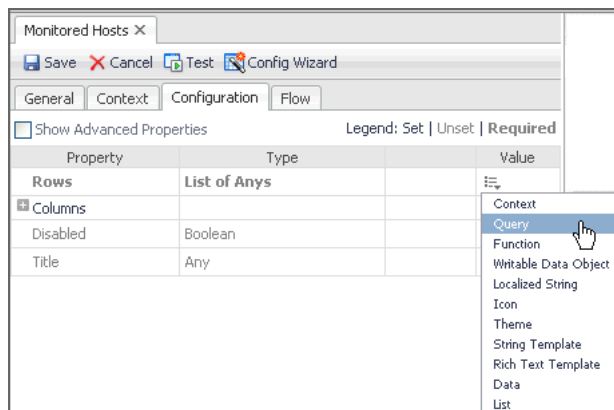 Monitored Hosts
Save Cancel Test Config Wizard
General Context Configuration Flow
Show Advanced Properties Legend: Set | Unset | Required
Property Type Value
Rows List of Anys
Columns
Disabled Boolean
Title Any
Context
Query
Function
Writable Data Object
Localized String
Icon
Theme
String Template
Rich Text Template
Data
List